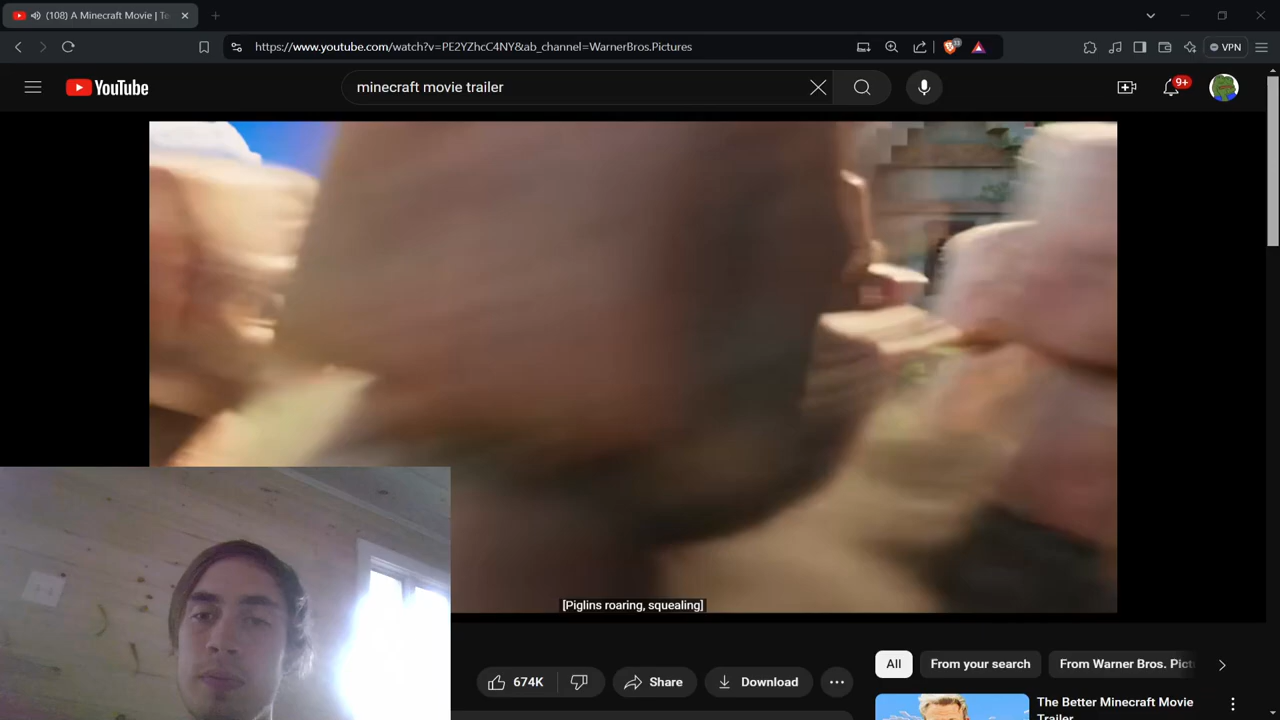 (108) A Minecraft Movie | T
https://www.youtube.com/watch?v=PE2YZhcC4NY&ab_channel=WarnerBros.Pictures
23
VPN
YouTube
minecraft movie trailer
9+
[Piglins roaring, squealing]
674K
Share
Download
All
From your search
From Warner Bros. Pict
The Better Minecraft Movie
Trailer